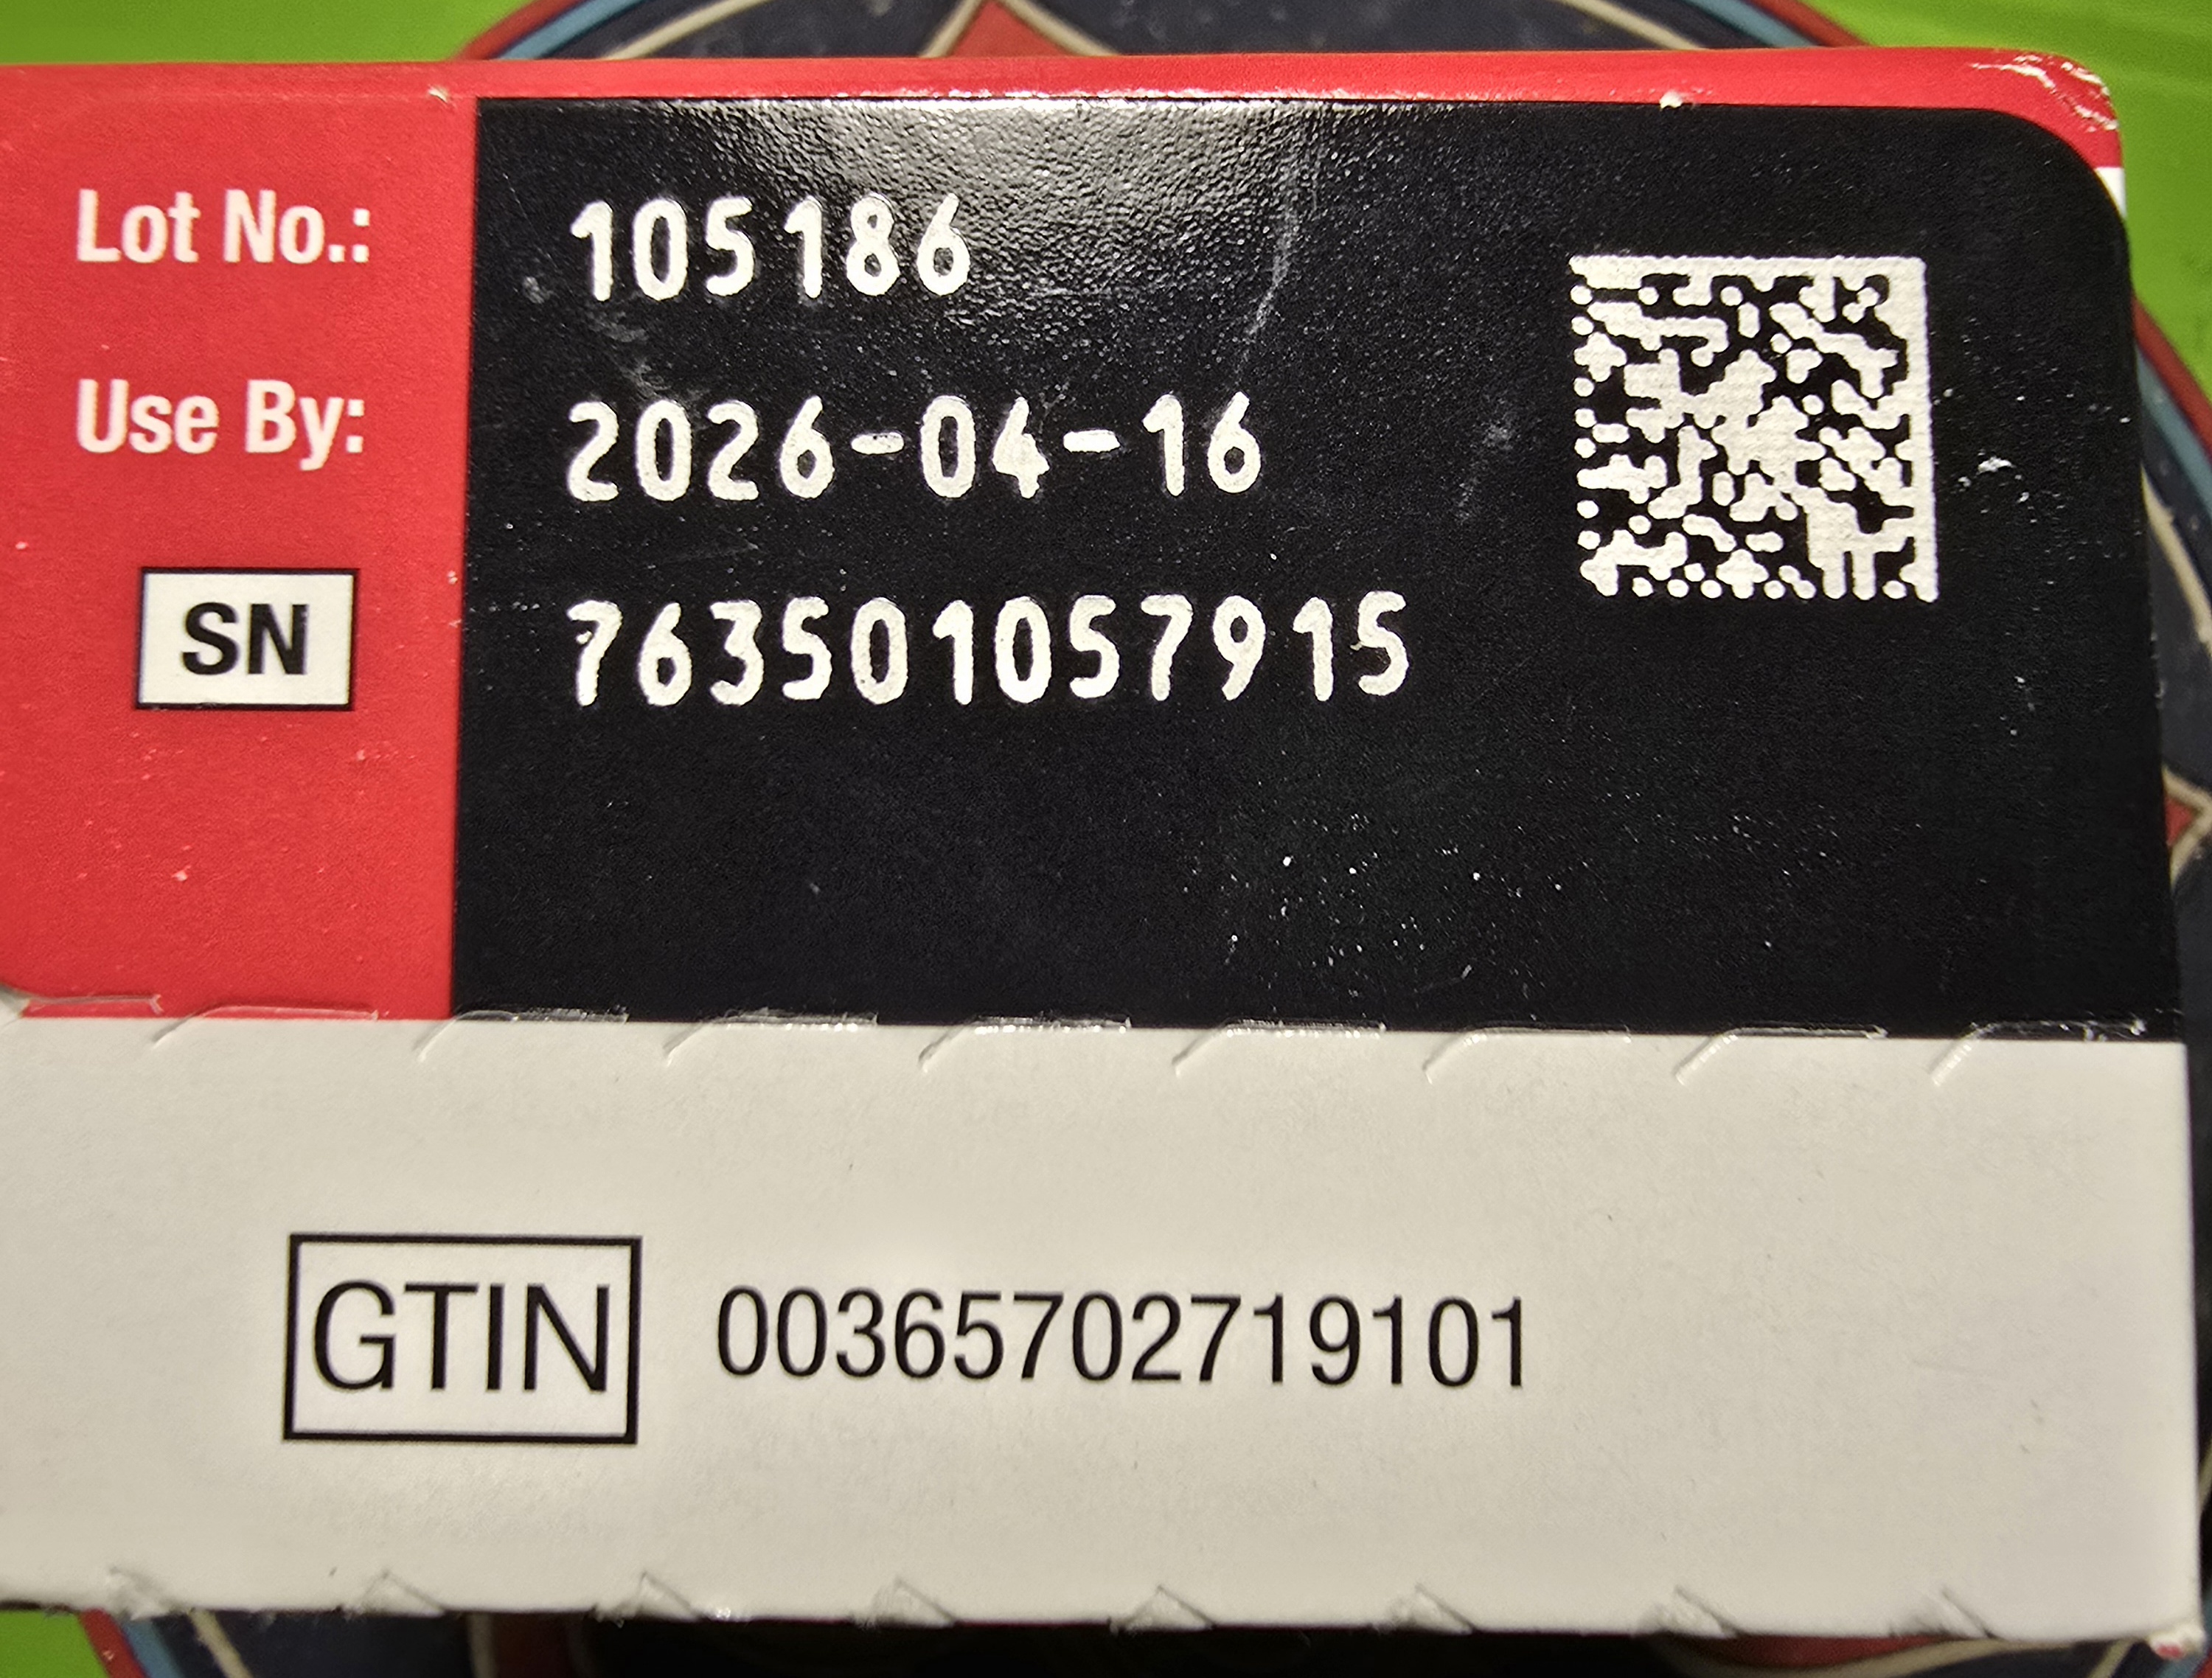 Lot No.: 105186
Use By: 2026-04-16
SN 763501057915
GTIN 00365702719101